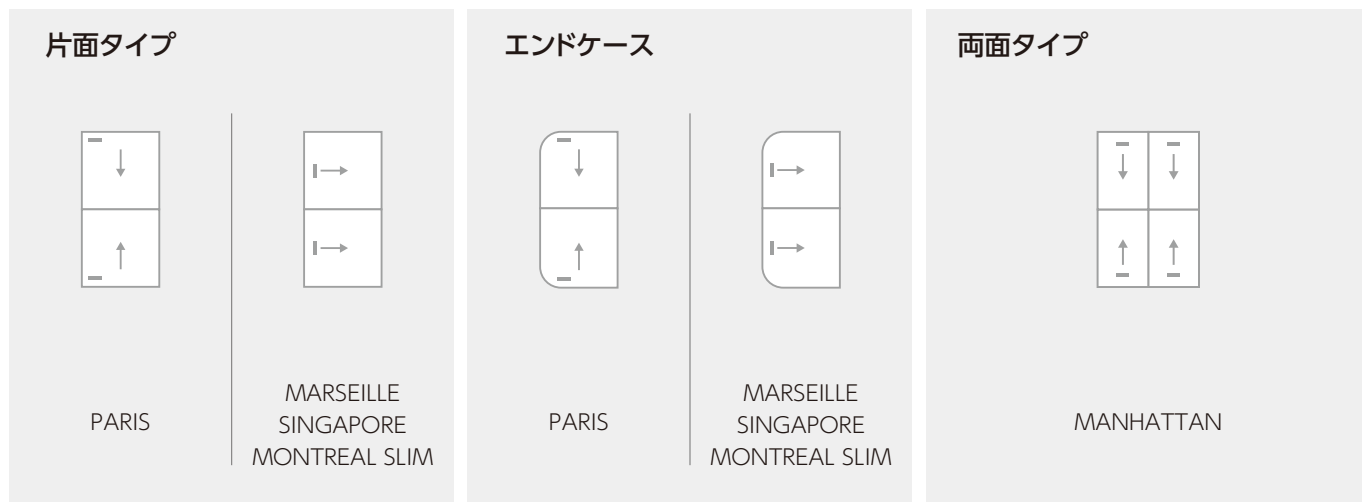 片面タイプ
PARIS
MARSEILLE
SINGAPORE
MONTREAL SLIM
エンドケース
PARIS
MARSEILLE
SINGAPORE
MONTREAL SLIM
両面タイプ
MANHATTAN